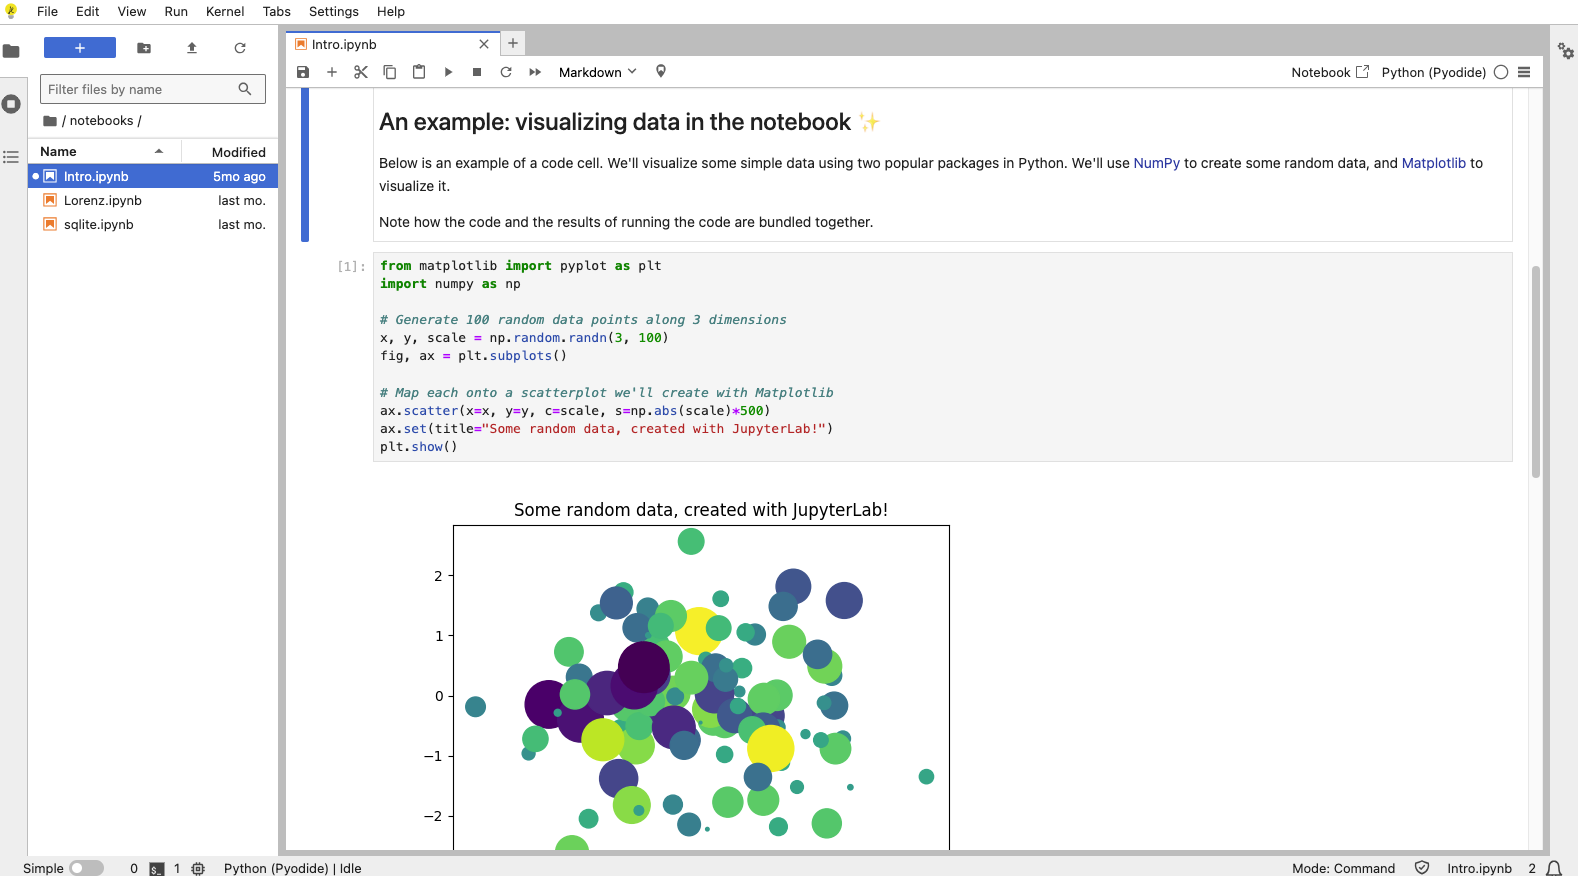 File Edit View Run Kernel Tabs Settings Help
Filter files by name
/ notebooks /
Name Modified
Intro.ipynb 5mo ago
Lorenz.ipynb last mo.
sqlite.ipynb last mo.
Intro.ipynb
Markdown
Notebook Python (Pyodide)
An example: visualizing data in the notebook ✨
Below is an example of a code cell. We'll visualize some simple data using two popular packages in Python. We'll use NumPy to create some random data, and Matplotlib to
visualize it.
Note how the code and the results of running the code are bundled together.
[1]:
from matplotlib import pyplot as plt
import numpy as np
# Generate 100 random data points along 3 dimensions
x, y, scale = np.random.randn(3, 100)
fig, ax = plt.subplots()
# Map each onto a scatterplot we'll create with Matplotlib
ax.scatter(x=x, y=y, c=scale, s=np.abs(scale)*500)
ax.set(title="Some random data, created with JupyterLab!")
plt.show()
Some random data, created with JupyterLab!
2
1
0
−1
−2
Simple 0 $_ 1 Python (Pyodide) | Idle Mode: Command Intro.ipynb 2